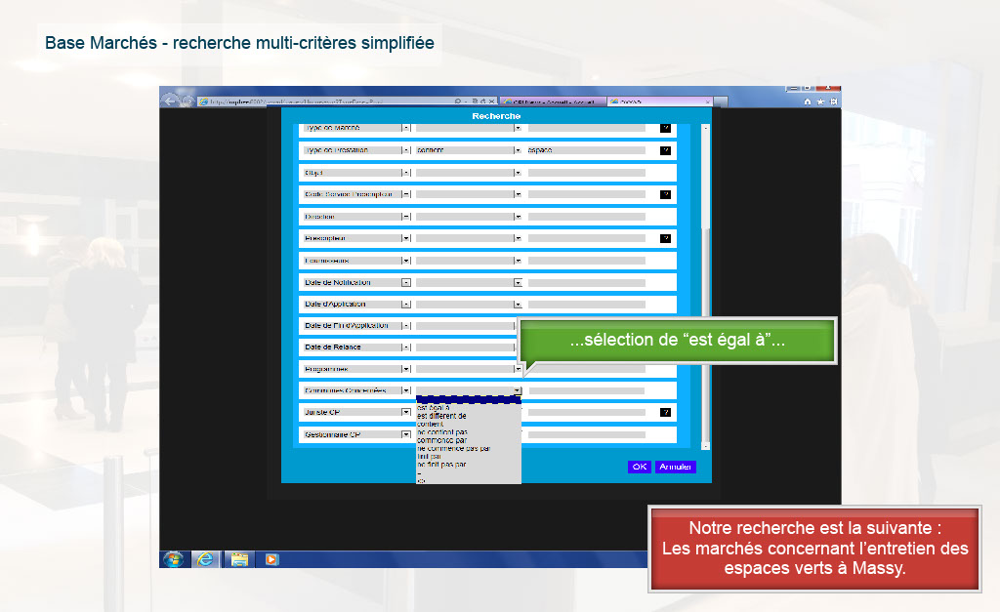 Base Marchés - recherche multi-critères simplifiée
Recherche
Type de Marché ?
Type de Prestation contient espace ?
Objet
Code Service Prescripteur ?
Direction
Prescripteur ?
Fournisseurs
Date de Notification
Date d'Application
Date de Fin d'Application
...sélection de “est égal à”...
Date de Relance
Programmes
Communes Concernées
est égal à
est différent de
contient
ne contient pas
commence par
ne commence pas par
finit par
ne finit pas par
=
<>
Juriste CP ?
Gestionnaire CP
OK Annuler
Notre recherche est la suivante :
Les marchés concernant l’entretien des
espaces verts à Massy.